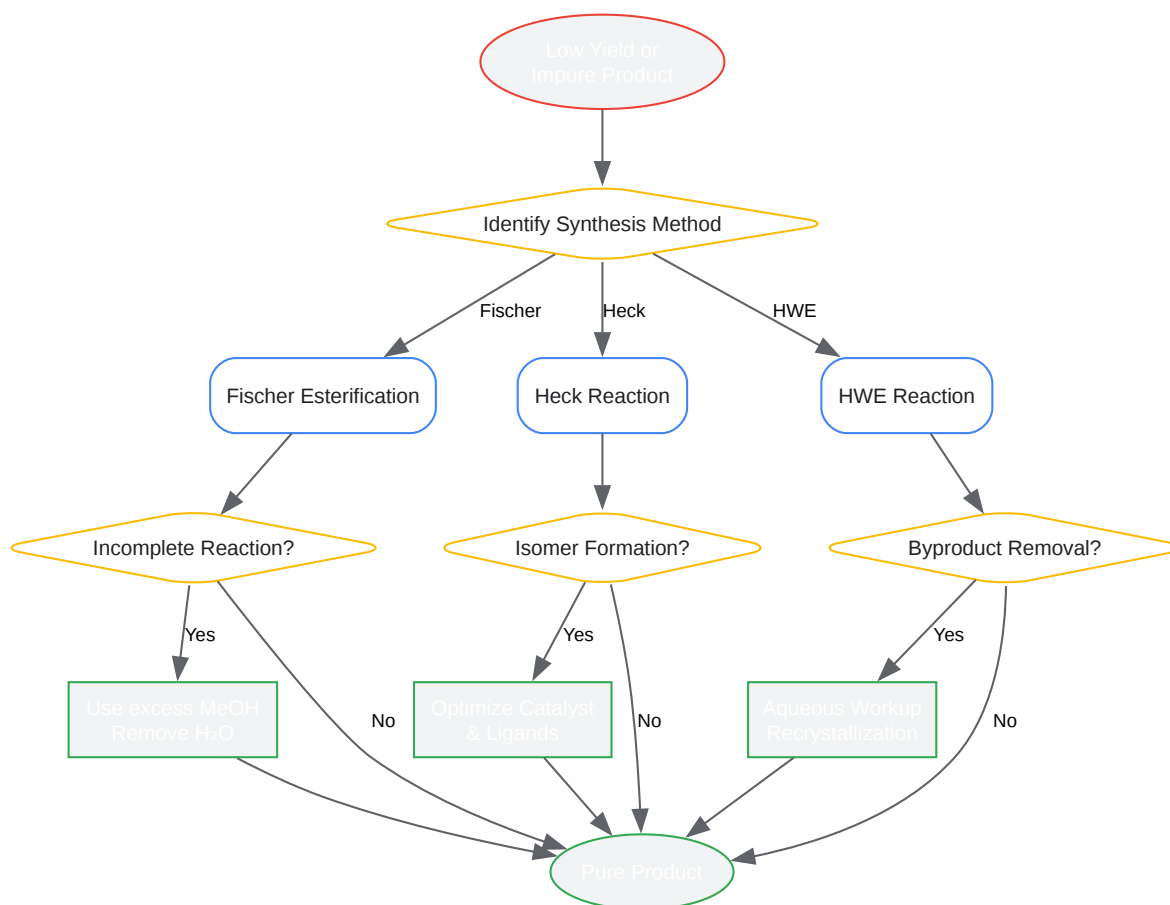 Low Yield or
Impure Product
Identify Synthesis Method
Fischer
Heck
HWE
Fischer Esterification
Heck Reaction
HWE Reaction
Incomplete Reaction?
Isomer Formation?
Byproduct Removal?
Yes
Yes
Yes
Use excess MeOH
Remove H₂O
No
Optimize Catalyst
& Ligands
No
Aqueous Workup
Recrystallization
No
Pure Product